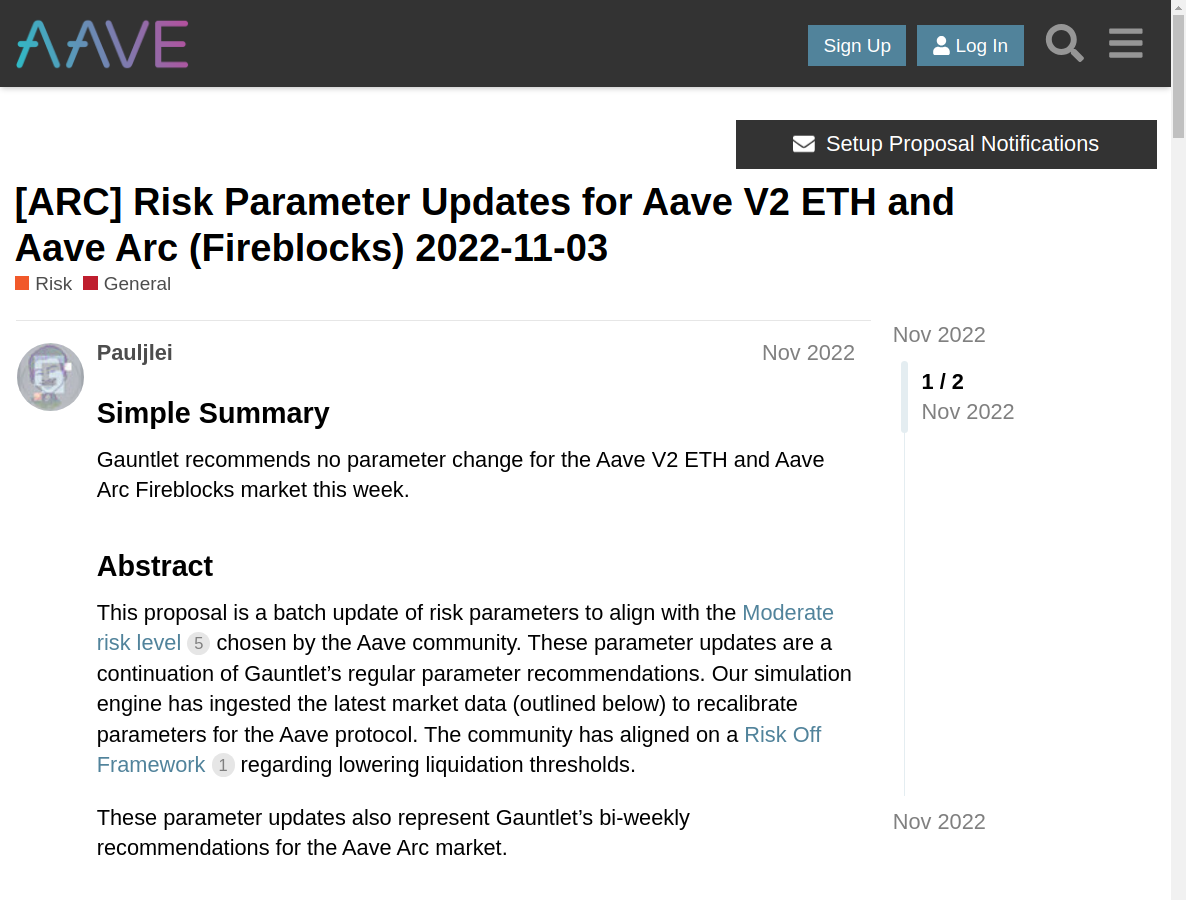 AAVE
Sign Up
Log In
Setup Proposal Notifications
[ARC] Risk Parameter Updates for Aave V2 ETH and
Aave Arc (Fireblocks) 2022-11-03
Risk General
Pauljlei
Nov 2022
Nov 2022
1 / 2
Nov 2022
Simple Summary
Gauntlet recommends no parameter change for the Aave V2 ETH and Aave
Arc Fireblocks market this week.
Abstract
This proposal is a batch update of risk parameters to align with the Moderate
risk level 5 chosen by the Aave community. These parameter updates are a
continuation of Gauntlet’s regular parameter recommendations. Our simulation
engine has ingested the latest market data (outlined below) to recalibrate
parameters for the Aave protocol. The community has aligned on a Risk Off
Framework 1 regarding lowering liquidation thresholds.
These parameter updates also represent Gauntlet’s bi-weekly
recommendations for the Aave Arc market.
Nov 2022